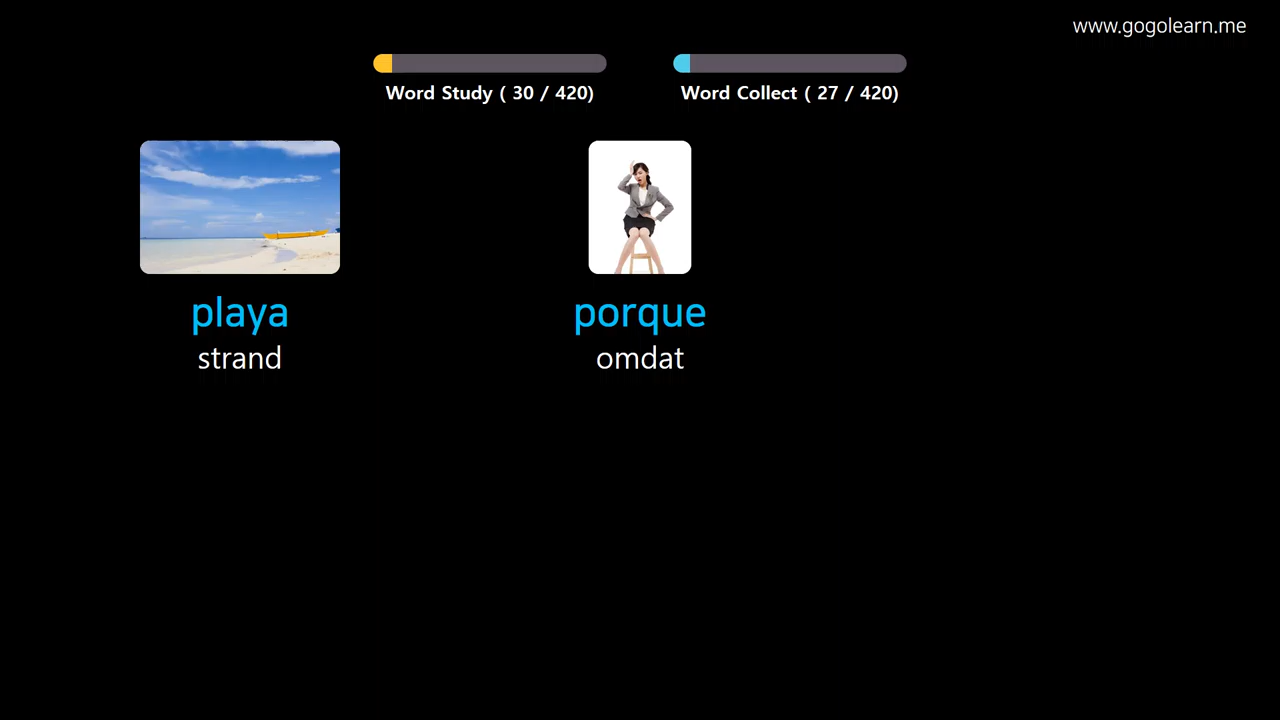 www.gogolearn.me
Word Study ( 30 / 420)
Word Collect ( 27 / 420)
playa
strand
porque
omdat